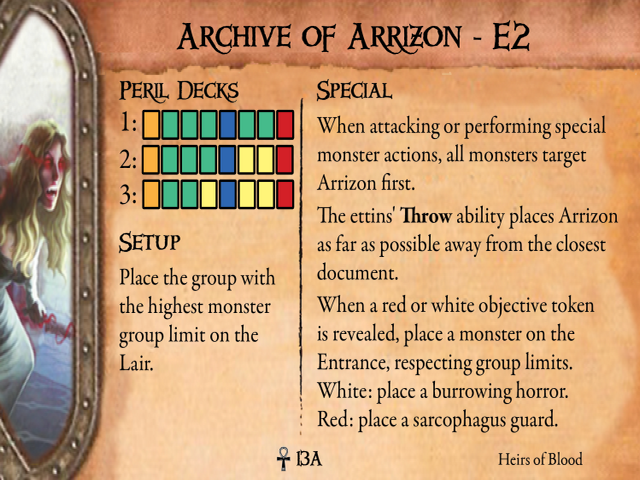 Archive of Arrizon - E2
Peril Decks
1:
2:
3:
Setup
Place the group with
the highest monster
group limit on the
Lair.
Special
When attacking or performing special
monster actions, all monsters target
Arrizon first.
The ettins' Throw ability places Arrizon
as far as possible away from the closest
document.
When a red or white objective token
is revealed, place a monster on the
Entrance, respecting group limits.
White: place a burrowing horror.
Red: place a sarcophagus guard.
13A
Heirs of Blood